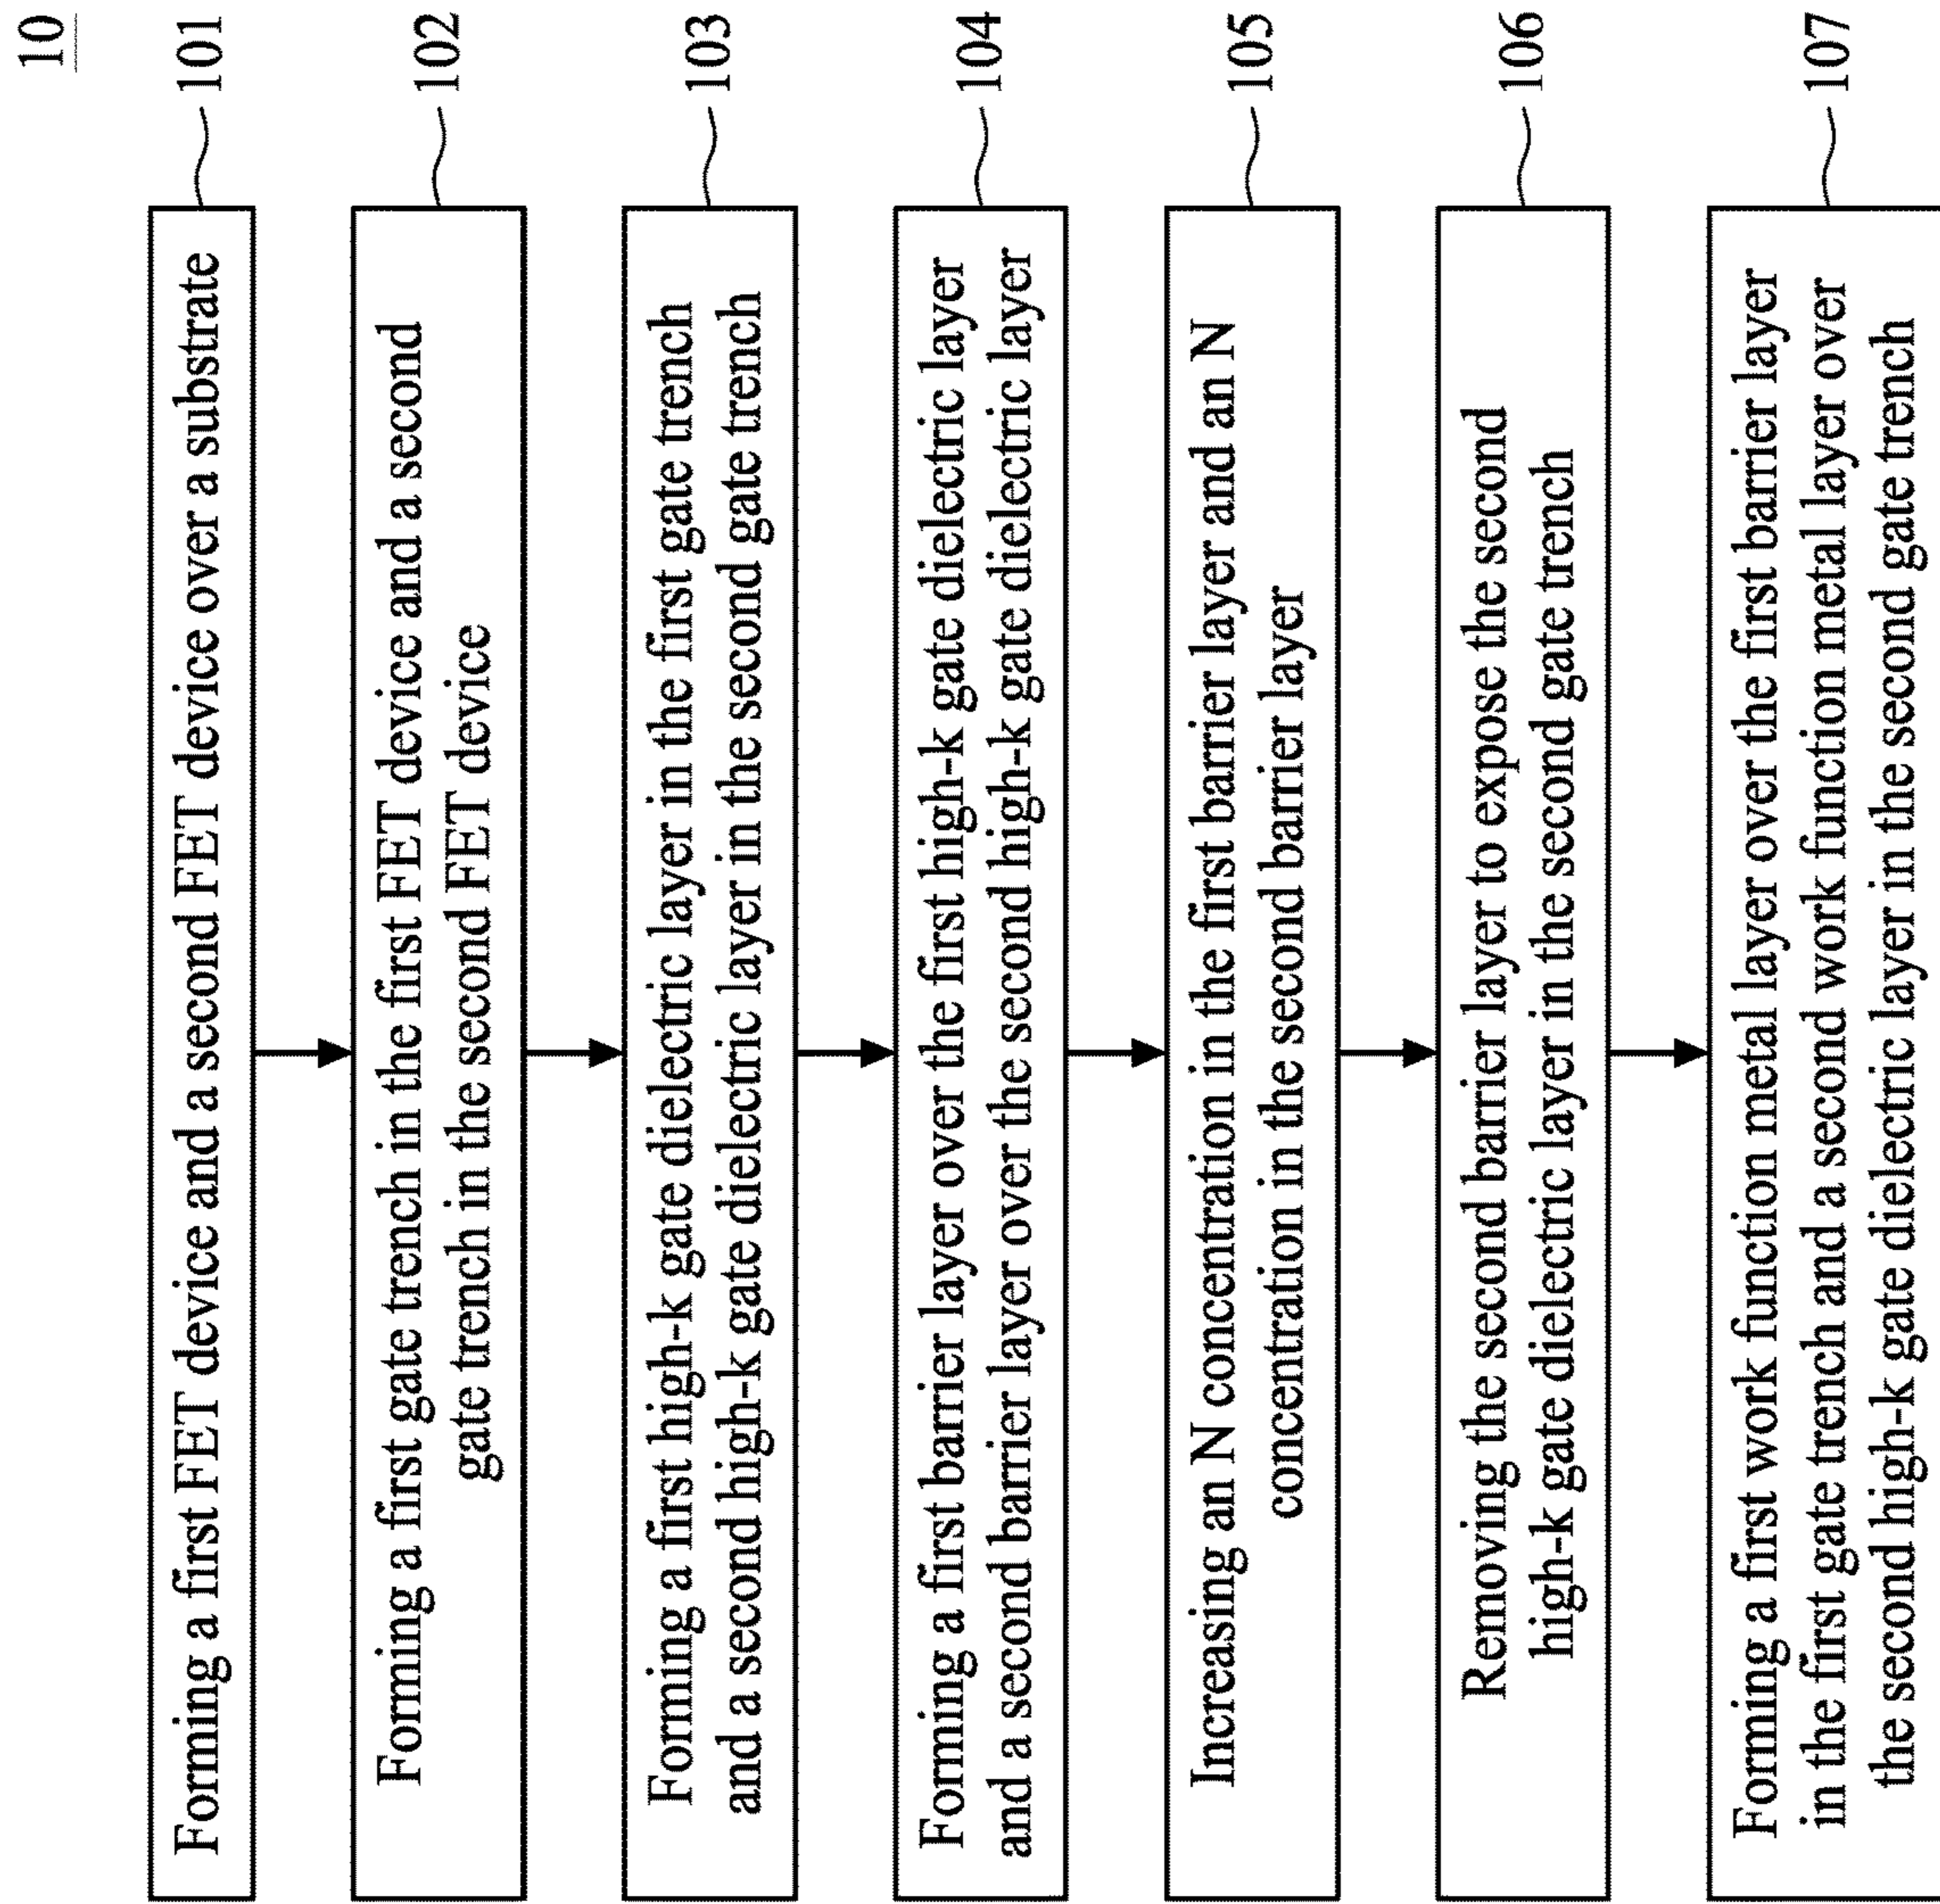 10
Forming a first FET device and a second FET device over a substrate
101
Forming a first gate trench in the first FET device and a second
gate trench in the second FET device
102
Forming a first high-k gate dielectric layer in the first gate trench
and a second high-k gate dielectric layer in the second gate trench
103
Forming a first barrier layer over the first high-k gate dielectric layer
and a second barrier layer over the second high-k gate dielectric layer
104
Increasing an N concentration in the first barrier layer and an N
concentration in the second barrier layer
105
Removing the second barrier layer to expose the second
high-k gate dielectric layer in the second gate trench
106
Forming a first work function metal layer over the first barrier layer
in the first gate trench and a second work function metal layer over
the second high-k gate dielectric layer in the second gate trench
107